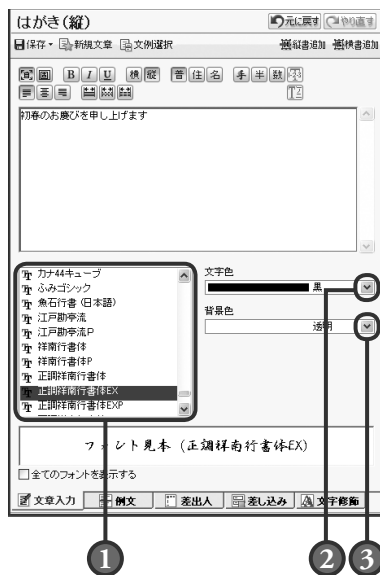 はがき(縦)
元に戻す やり直す
保存 新規文章 文例選択 縦書追加 横書追加
B I U 横 縦 普 住 名 手 半 数
初春のお慶びを申し上げます
カナ44キューブ
ふみゴシック
魚石行書(日本語)
江戸勘亭流
江戸勘亭流P
祥南行書体
祥南行書体P
正調祥南行書体
正調祥南行書体EX
正調祥南行書体EXP
文字色
黒
背景色
透明
フォント見本(正調祥南行書体EX)
全てのフォントを表示する
文章入力 例文 差出人 差し込み 文字修飾
1 2 3